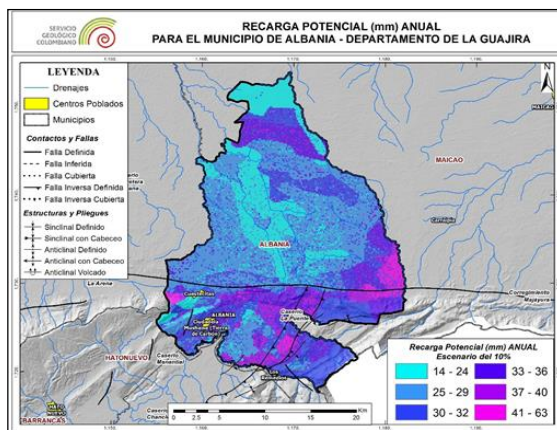 SERVICIO
GEOLÓGICO
COLOMBIANO
RECARGA POTENCIAL (mm) ANUAL
PARA EL MUNICIPIO DE ALBANIA - DEPARTAMENTO DE LA GUAJIRA
LEYENDA
Drenajes
Centros Poblados
Municipios
Contactos y Fallas
Falla Definida
Falla Inferida
Falla Cubierta
Falla Inversa Definida
Falla Inversa Cubierta
Estructuras y Pliegues
Sinclinal Definido
Sinclinal con Cabeceo
Anticlinal Definido
Anticlinal con Cabeceo
Anticlinal Volcado
MAICAO
ALBANIA
La Arena
Cuestecitas
ALBANIA
HATONUEVO
BARRANCAS
Corregimiento
Majayura
0 2.5 5 10 15 20
Km
Recarga Potencial (mm) ANUAL
Escenario del 10%
14 - 24
25 - 29
30 - 32
33 - 36
37 - 40
41 - 63